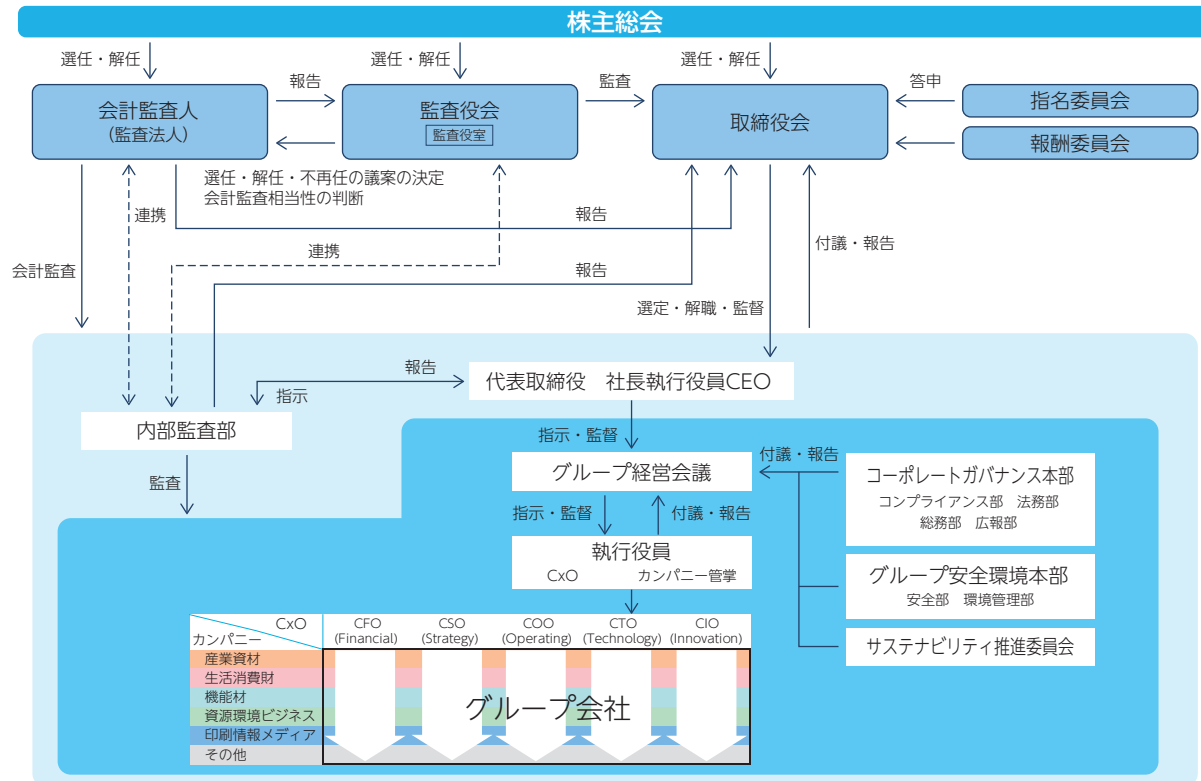 株主総会
選任・解任
選任・解任
選任・解任
会計監査人
(監査法人)
報告
監査役会
監査役室
監査
取締役会
答申
指名委員会
報酬委員会
選任・解任・不再任の議案の決定
会計監査相当性の判断
連携
報告
連携
報告
会計監査
付議・報告
選定・解職・監督
代表取締役　社長執行役員CEO
報告
指示
内部監査部
監査
指示・監督
グループ経営会議
付議・報告
指示・監督
付議・報告
執行役員
CxO　カンパニー管掌
コーポレートガバナンス本部
コンプライアンス部　法務部
総務部　広報部
グループ安全環境本部
安全部　環境管理部
サステナビリティ推進委員会
CxO
カンパニー
CFO
(Financial)
CSO
(Strategy)
COO
(Operating)
CTO
(Technology)
CIO
(Innovation)
産業資材
生活消費財
機能材
資源環境ビジネス
印刷情報メディア
その他
グループ会社